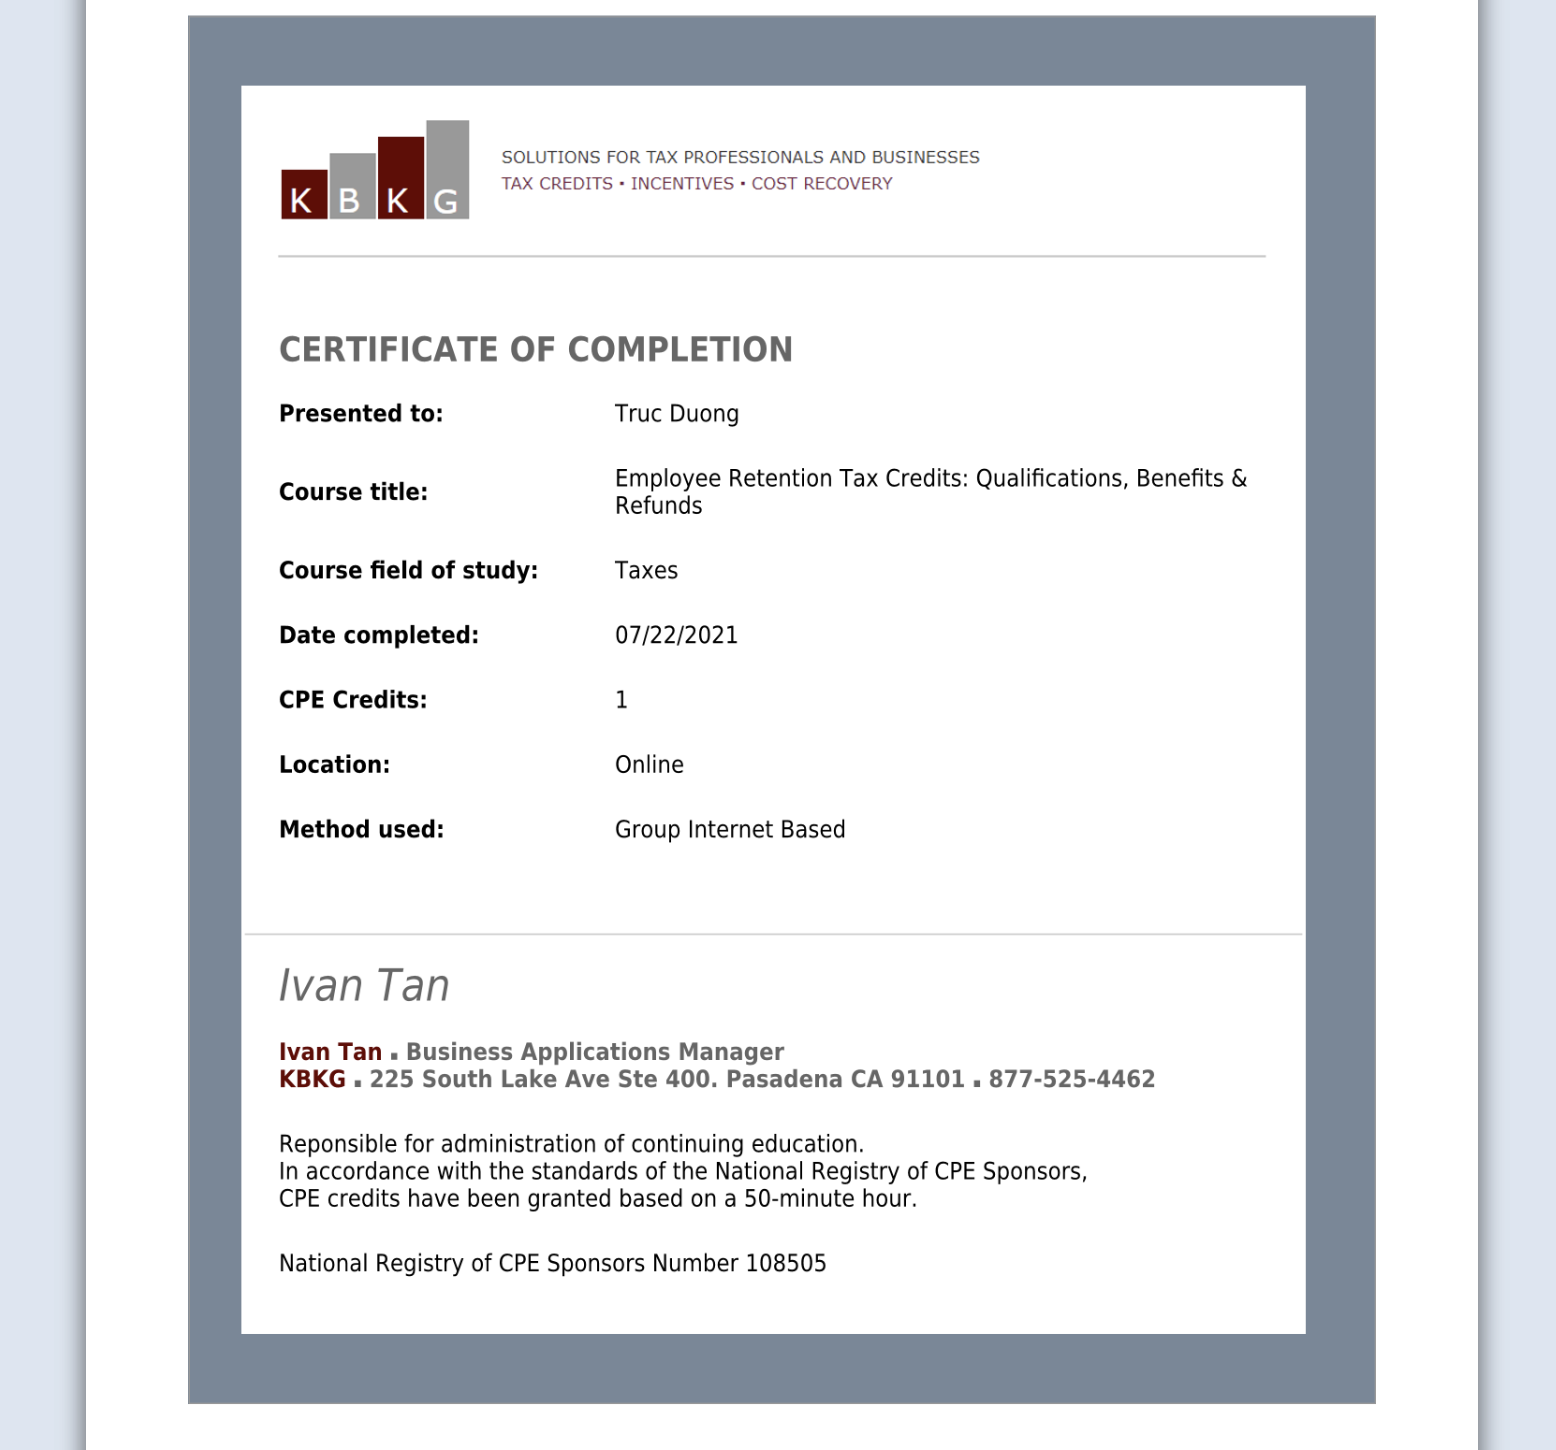 K B K G
SOLUTIONS FOR TAX PROFESSIONALS AND BUSINESSES
TAX CREDITS • INCENTIVES • COST RECOVERY
CERTIFICATE OF COMPLETION
Presented to: Truc Duong
Course title: Employee Retention Tax Credits: Qualifications, Benefits &
Refunds
Course field of study: Taxes
Date completed: 07/22/2021
CPE Credits: 1
Location: Online
Method used: Group Internet Based
Ivan Tan
Ivan Tan ▪ Business Applications Manager
KBKG ▪ 225 South Lake Ave Ste 400. Pasadena CA 91101 ▪ 877-525-4462
Reponsible for administration of continuing education.
In accordance with the standards of the National Registry of CPE Sponsors,
CPE credits have been granted based on a 50-minute hour.
National Registry of CPE Sponsors Number 108505